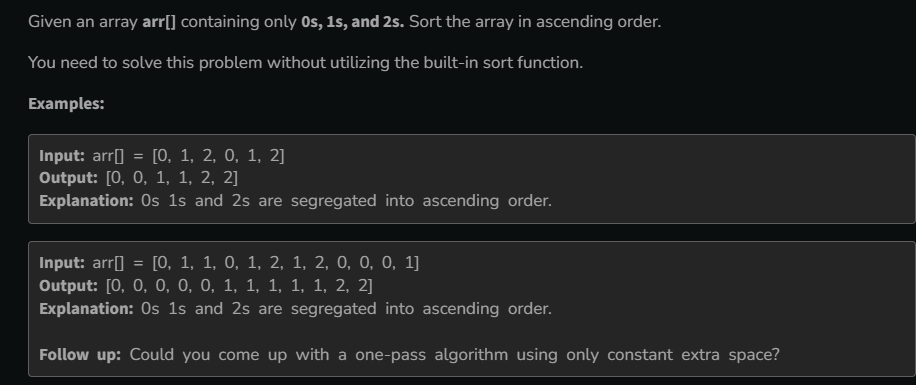 Given an array arr[] containing only 0s, 1s, and 2s. Sort the array in ascending order.
You need to solve this problem without utilizing the built-in sort function.
Examples:
Input: arr[] = [0, 1, 2, 0, 1, 2]
Output: [0, 0, 1, 1, 2, 2]
Explanation: 0s 1s and 2s are segregated into ascending order.
Input: arr[] = [0, 1, 1, 0, 1, 2, 1, 2, 0, 0, 0, 1]
Output: [0, 0, 0, 0, 0, 1, 1, 1, 1, 1, 2, 2]
Explanation: 0s 1s and 2s are segregated into ascending order.
Follow up: Could you come up with a one-pass algorithm using only constant extra space?